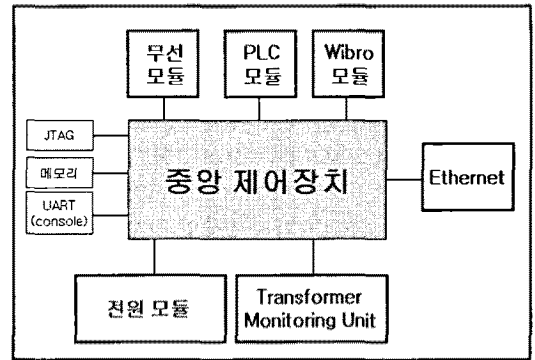 무선
모듈
PLC
모듈
Wibro
모듈
JTAG
메모리
UART
(console)
중앙 제어장치
Ethernet
전원 모듈
Transformer
Monitoring Unit